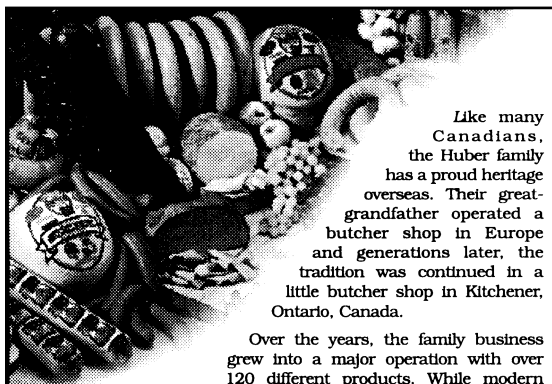 Like many
Canadians,
the Huber family
has a proud heritage
overseas. Their great-
grandfather operated a
butcher shop in Europe
and generations later, the
tradition was continued in a
little butcher shop in Kitchener,
Ontario, Canada.
Over the years, the family business
grew into a major operation with over
120 different products. While modern